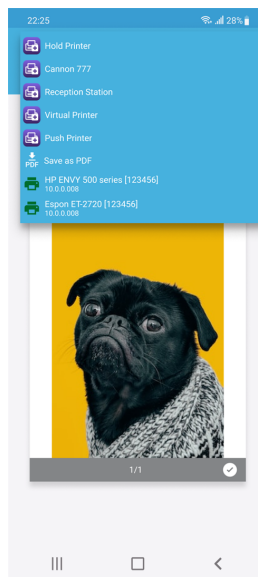 22:25
28%
Hold Printer
Cannon 777
Reception Station
Virtual Printer
Push Printer
PDF Save as PDF
HP ENVY 500 series [123456]
10.0.0.008
Espon ET-2720 [123456]
10.0.0.008
1/1